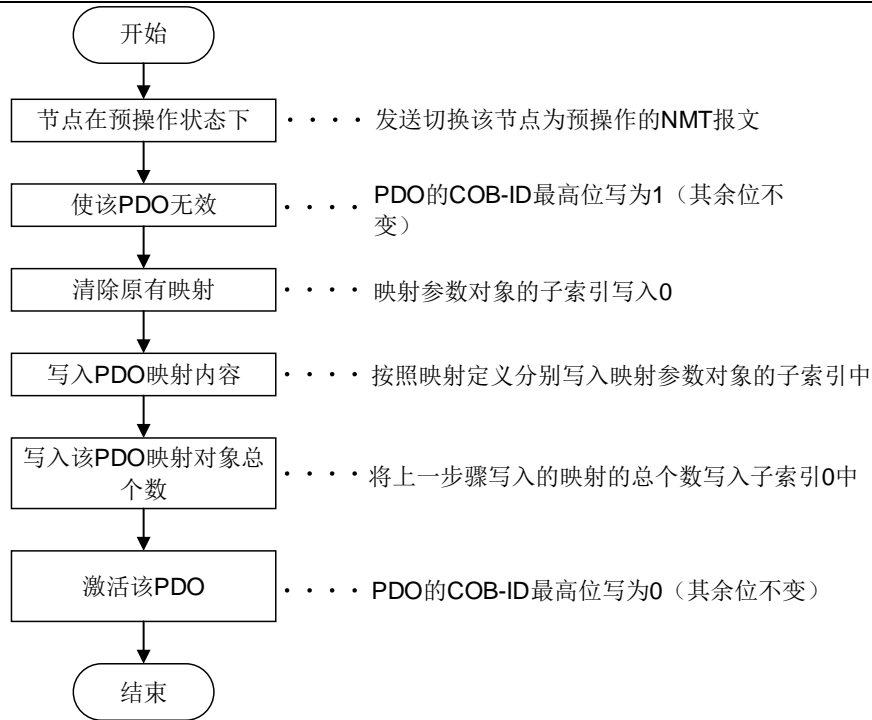 开始
节点在预操作状态下
····发送切换该节点为预操作的NMT报文
使该PDO无效
····PDO的COB-ID最高位写为1（其余位不
变）
清除原有映射
····映射参数对象的子索引写入0
写入PDO映射内容
····按照映射定义分别写入映射参数对象的子索引中
写入该PDO映射对象总
个数
····将上一步骤写入的映射的总个数写入子索引0中
激活该PDO
····PDO的COB-ID最高位写为0（其余位不变）
结束